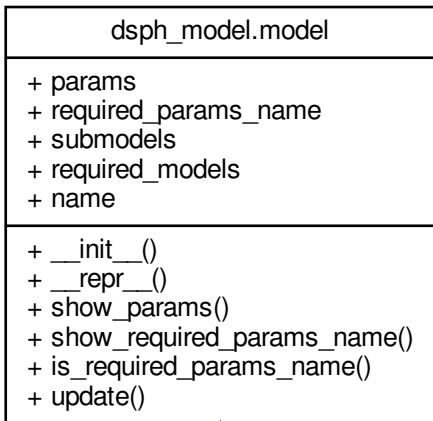 dsph_model.model
+ params
+ required_params_name
+ submodels
+ required_models
+ name
+ __init__()
+ __repr__()
+ show_params()
+ show_required_params_name()
+ is_required_params_name()
+ update()